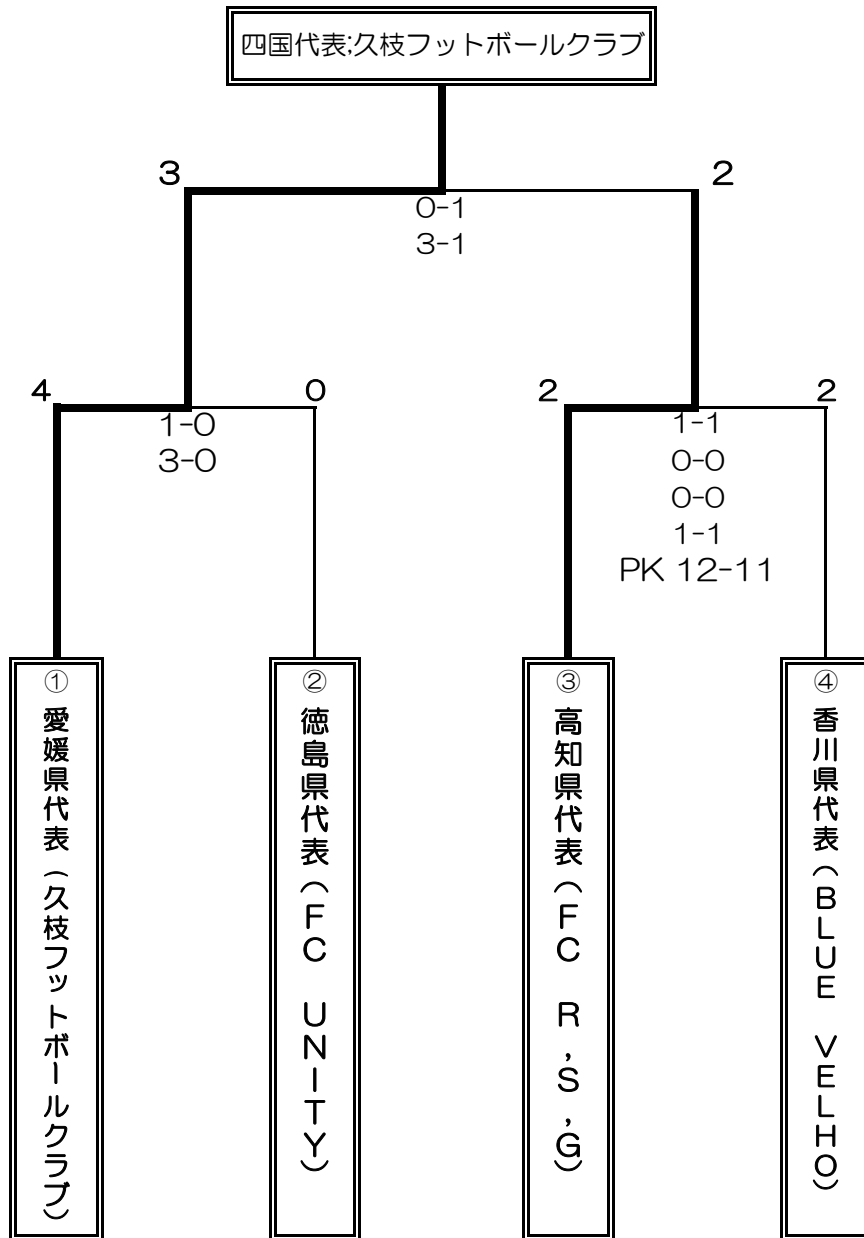 四国代表;久枝フットボールクラブ
3
2
0-1
3-1
4
0
2
2
1-0
3-0
1-1
0-0
0-0
1-1
PK 12-11
①愛媛県代表(久枝フットボールクラブ)
②徳島県代表(FC UNITY)
③高知県代表(FC R,S,G)
④香川県代表(BLUE VELHO)